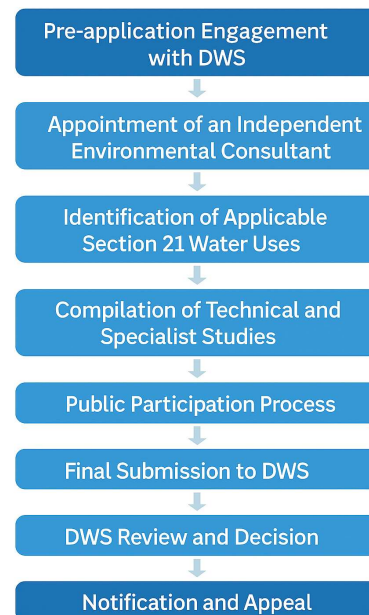 Pre-application Engagement
with DWS
Appointment of an Independent
Environmental Consultant
Identification of Applicable
Section 21 Water Uses
Compilation of Technical and
Specialist Studies
Public Participation Process
Final Submission to DWS
DWS Review and Decision
Notification and Appeal